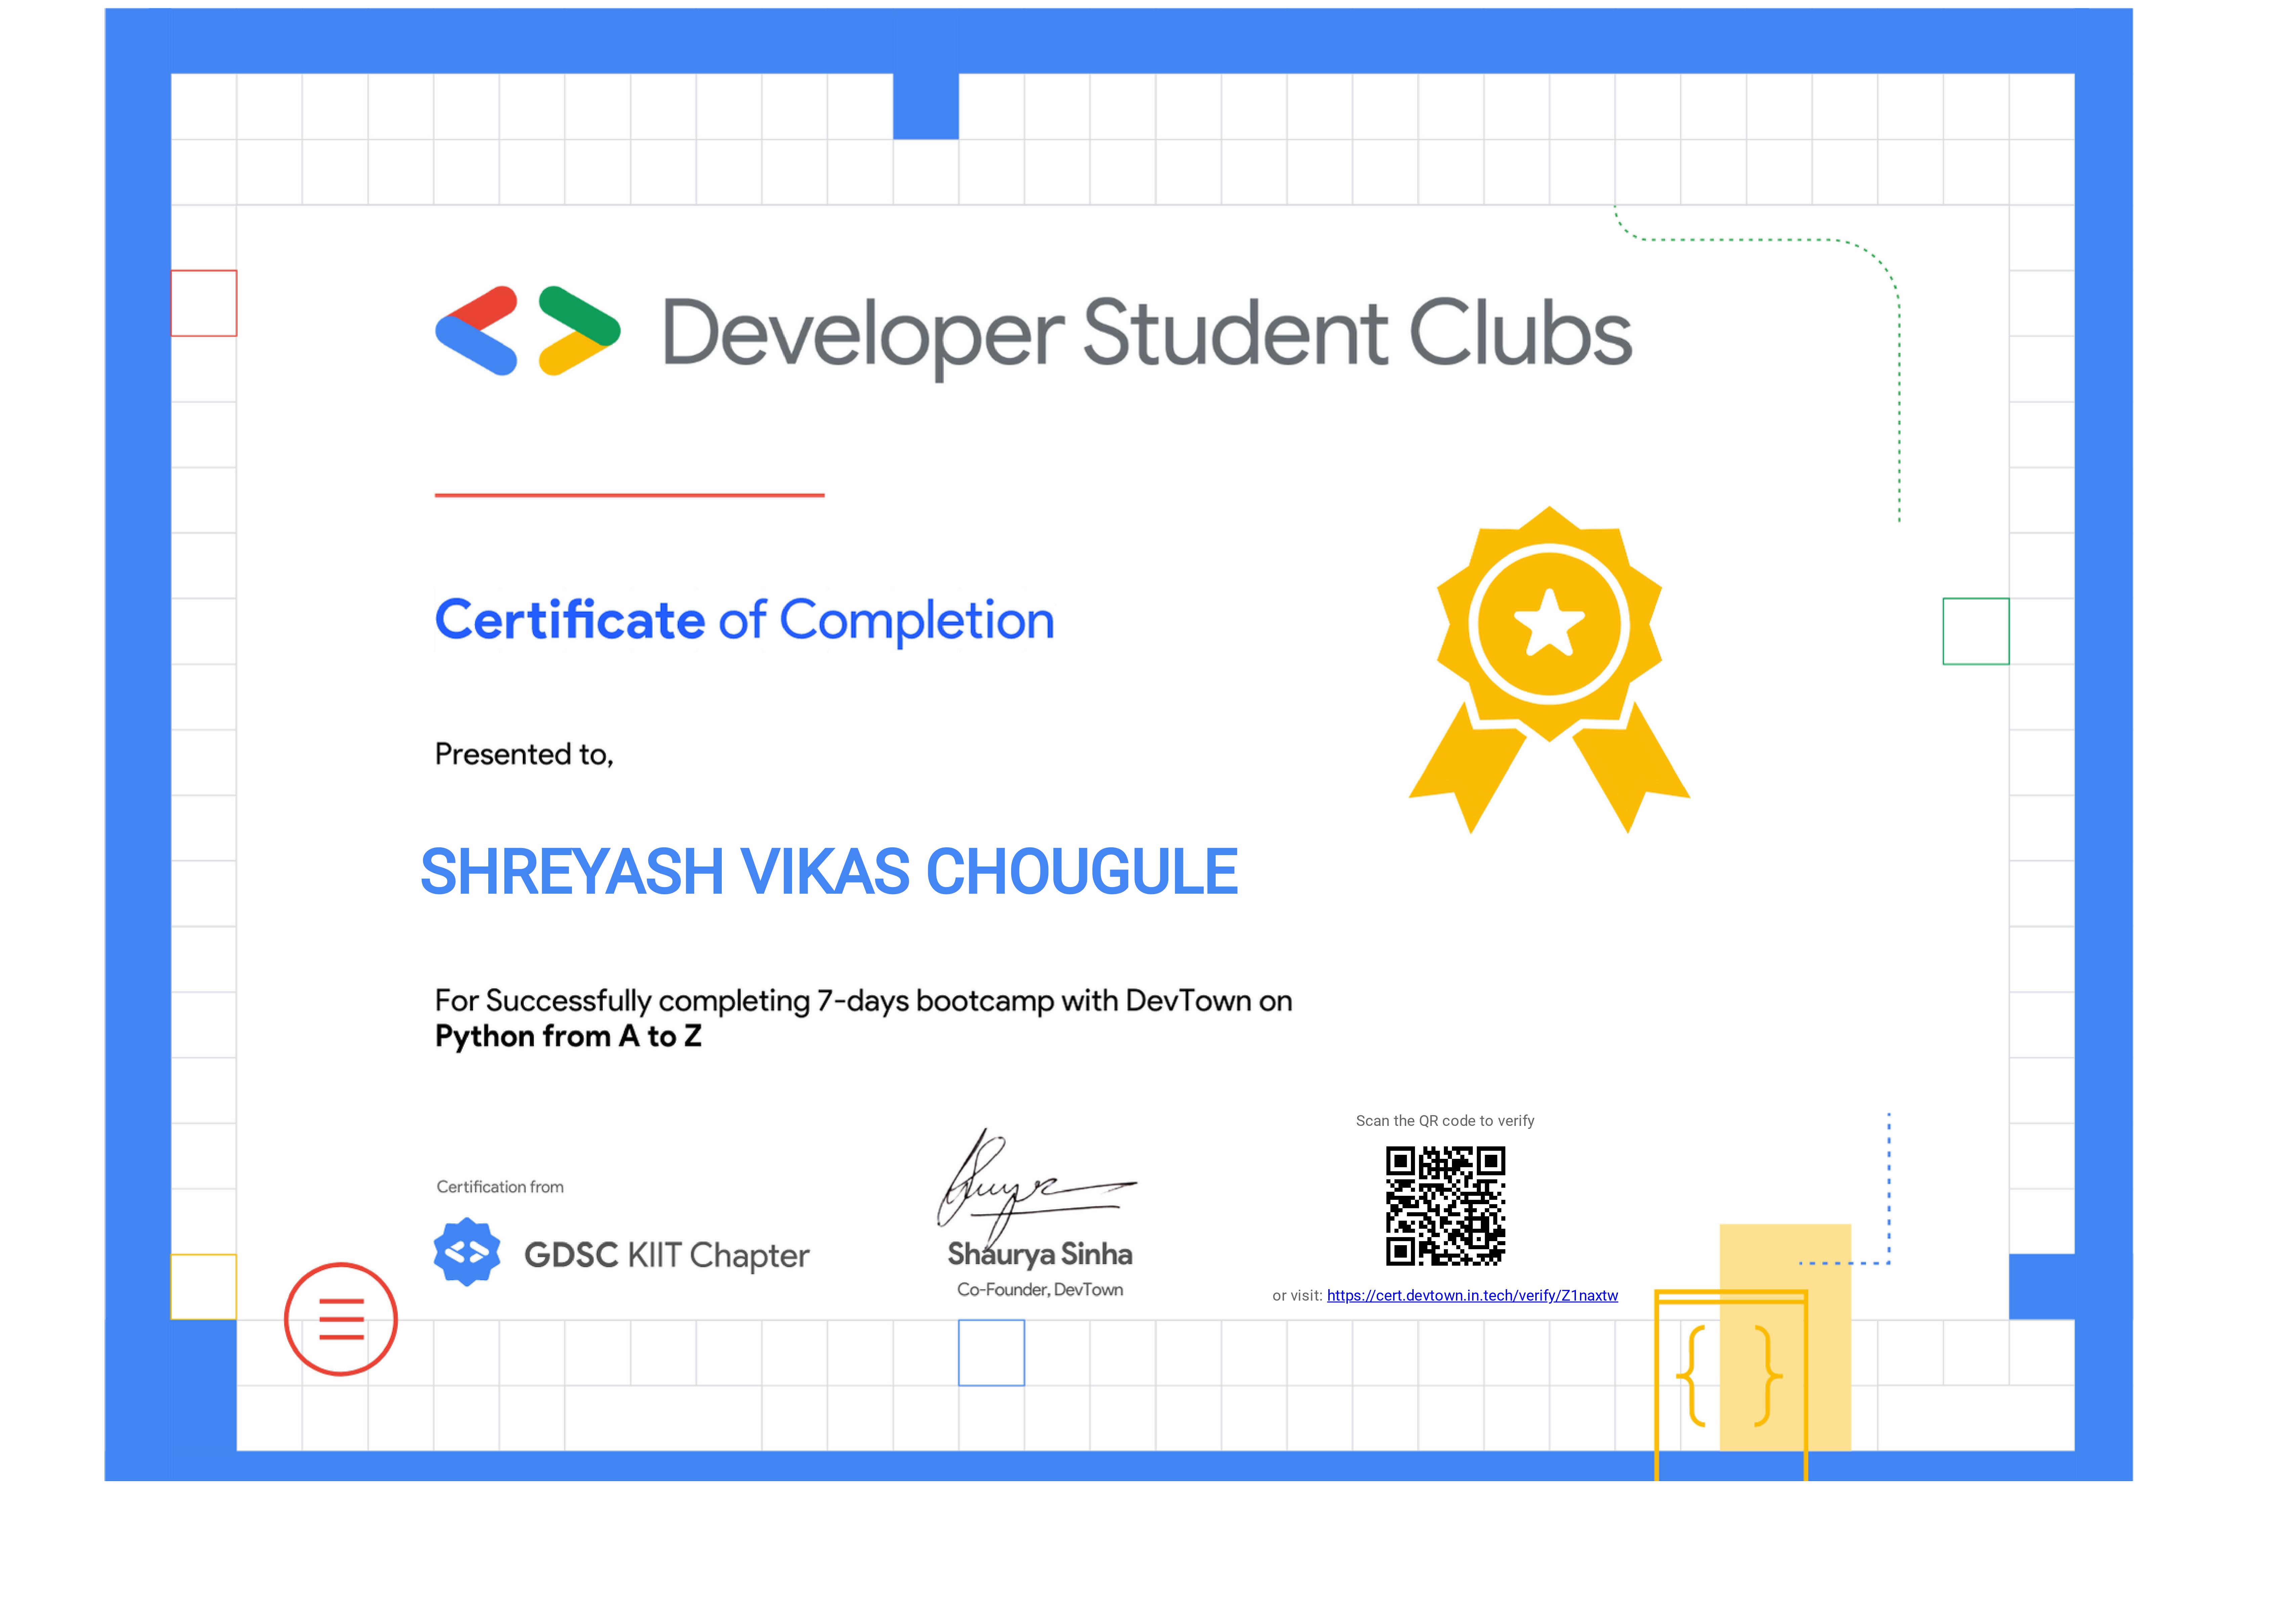 Developer Student Clubs
Certificate of Completion
Presented to,
SHREYASH VIKAS CHOUGULE
For Successfully completing 7-days bootcamp with DevTown on
Python from A to Z
Certification from
GDSC KIIT Chapter
Shaurya Sinha
Co-Founder, DevTown
Scan the QR code to verify
or visit: https://cert.devtown.in.tech/verify/Z1naxtw
{ }